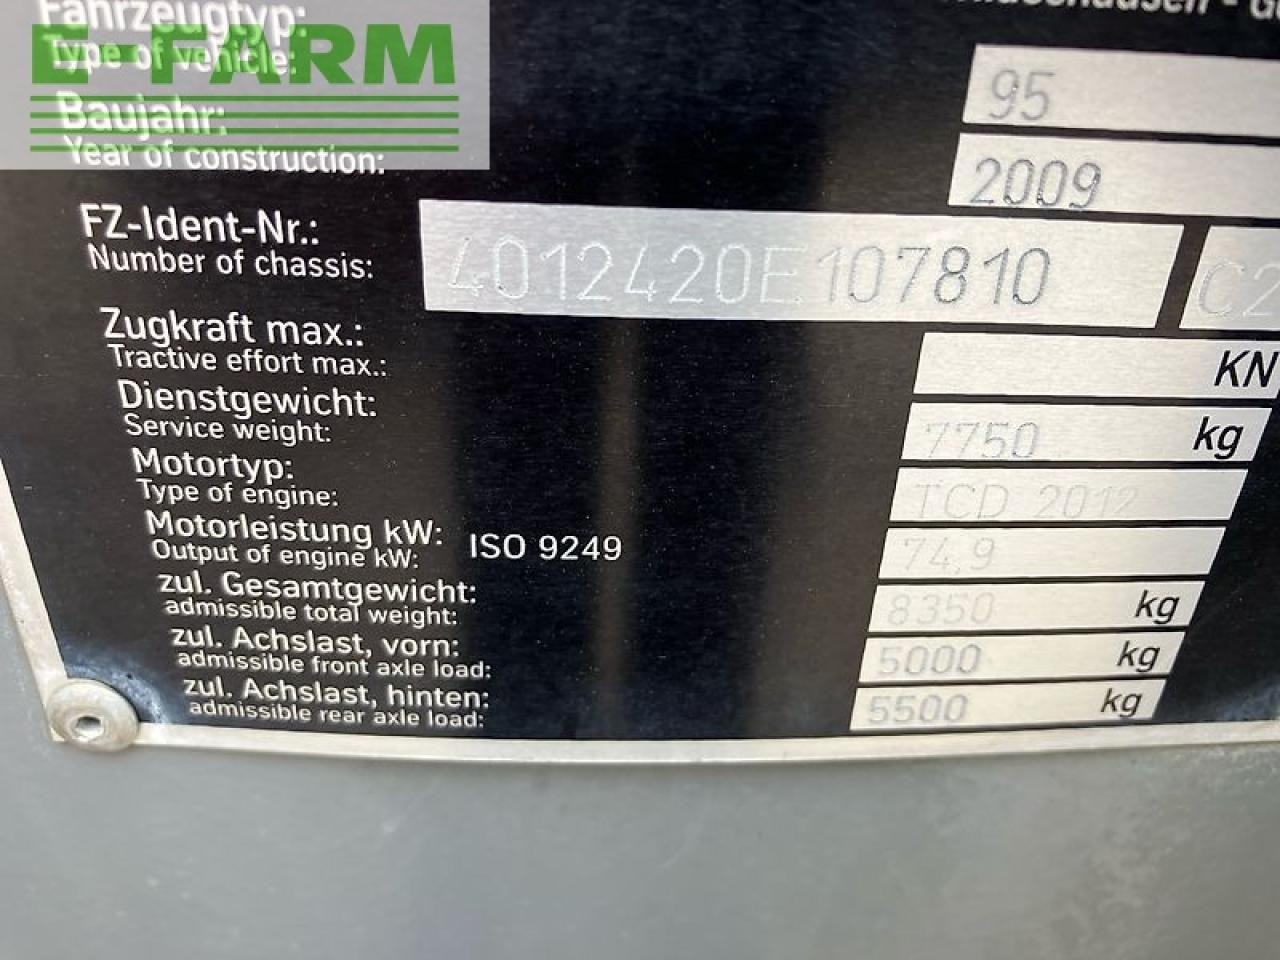 E-FARM
Fahrzeugtyp:
Type of vehicle: 95
Baujahr:
Year of construction: 2009
FZ-Ident-Nr.:
Number of chassis: 4012420E107810 C2
Zugkraft max.:
Tractive effort max.: KN
Dienstgewicht:
Service weight: 7750 kg
Motortyp:
Type of engine: TCD 2012
Motorleistung kW: ISO 9249
Output of engine kW: 74,9
zul. Gesamtgewicht:
admissible total weight: 8350 kg
zul. Achslast, vorn:
admissible front axle load: 5000 kg
zul. Achslast, hinten:
admissible rear axle load: 5500 kg